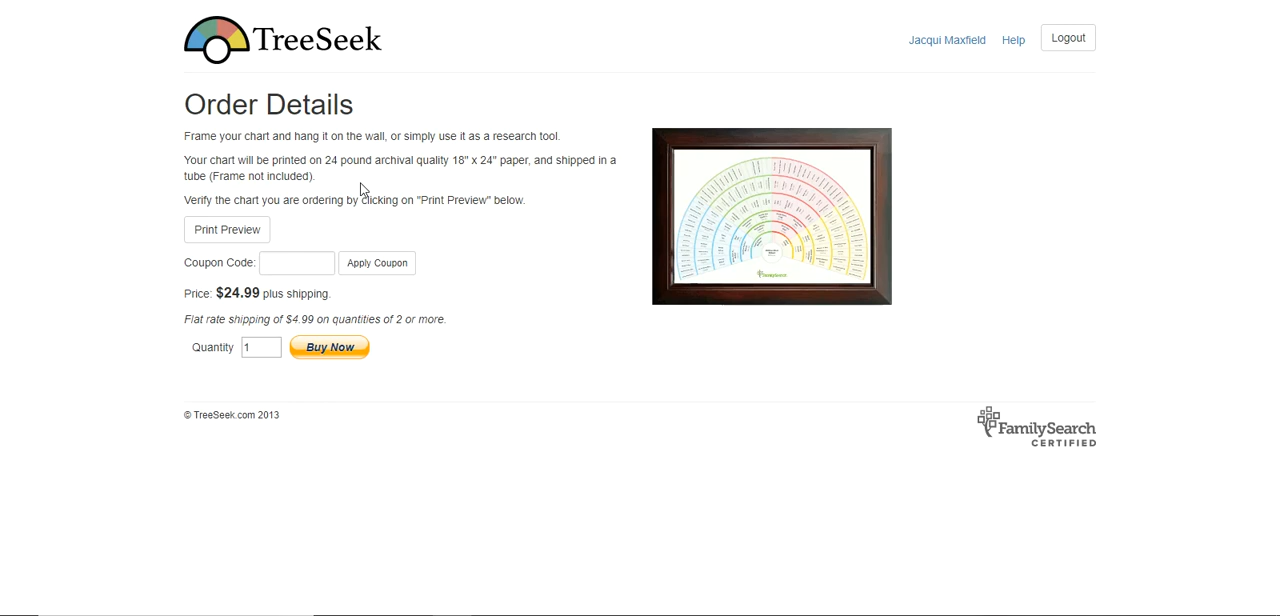 TreeSeek
Jacqui Maxfield Help Logout
Order Details
Frame your chart and hang it on the wall, or simply use it as a research tool.
Your chart will be printed on 24 pound archival quality 18" x 24" paper, and shipped in a
tube (Frame not included).
Verify the chart you are ordering by clicking on "Print Preview" below.
Print Preview
Coupon Code: Apply Coupon
Price: $24.99 plus shipping.
Flat rate shipping of $4.99 on quantities of 2 or more.
Quantity 1 Buy Now
FamilySearch
© TreeSeek.com 2013
FamilySearch
CERTIFIED